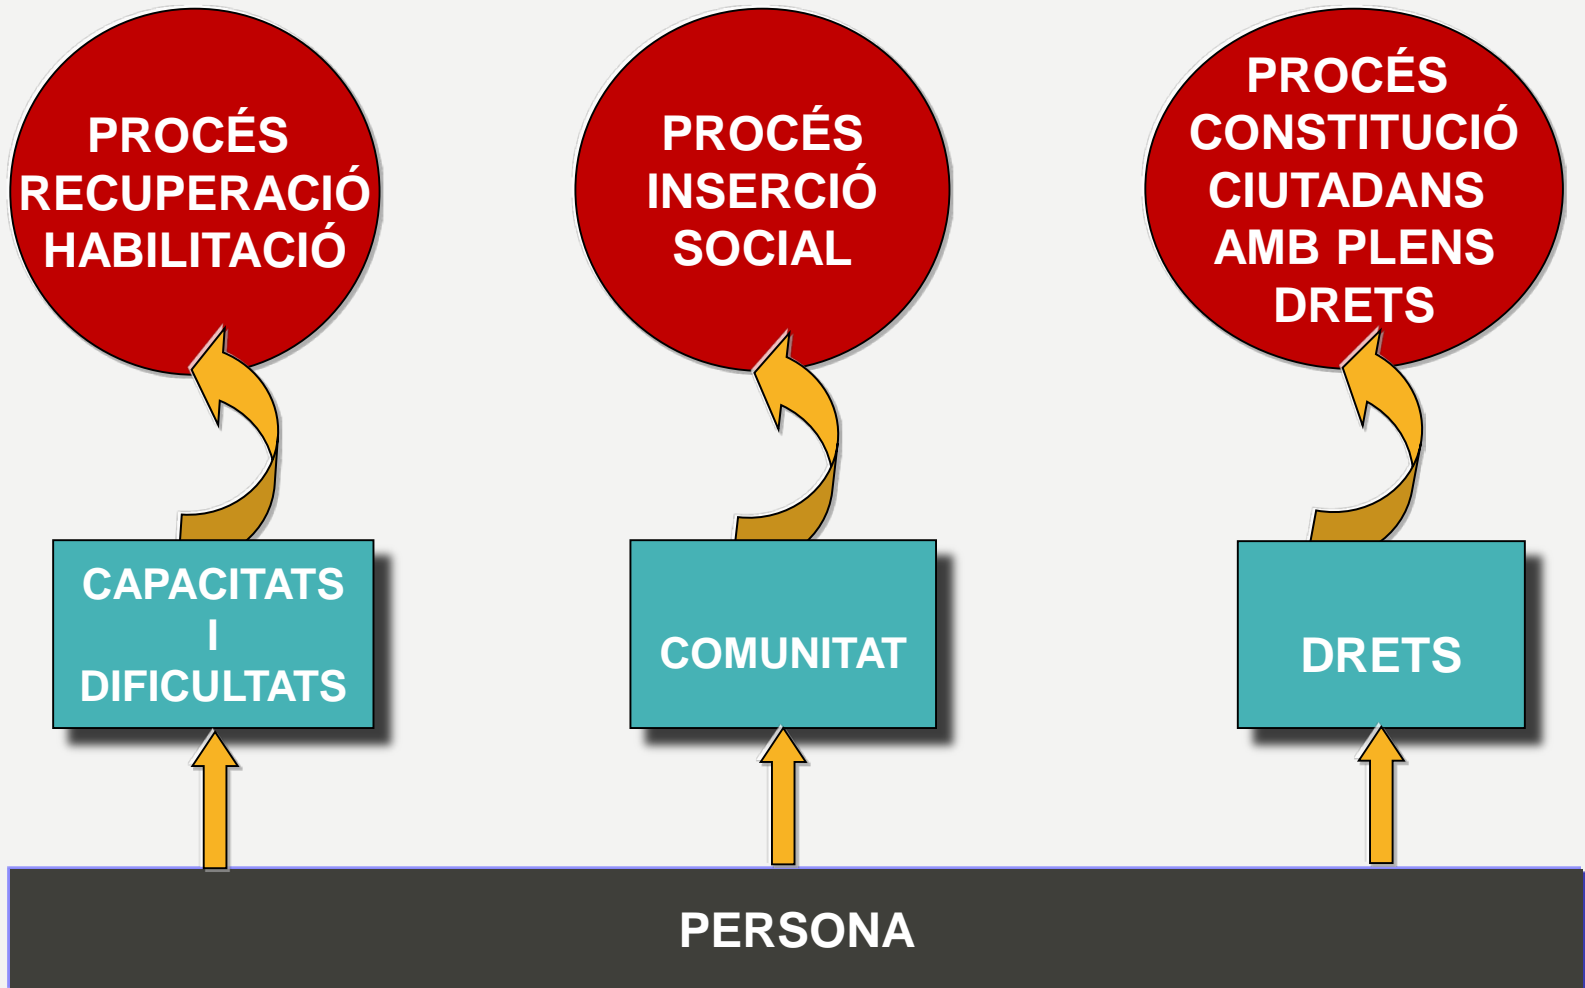 PROCÉS
RECUPERACIÓ
HABILITACIÓ
PROCÉS
INSERCIÓ
SOCIAL
PROCÉS
CONSTITUCIÓ
CIUTADANS
AMB PLENS
DRETS
CAPACITATS
I
DIFICULTATS
COMUNITAT
DRETS
PERSONA